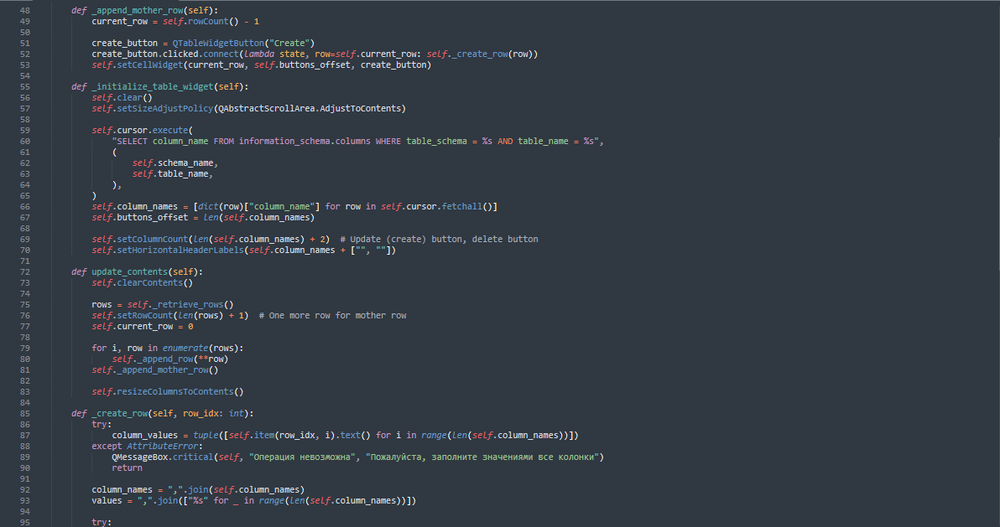 48 def _append_mother_row(self):
49 current_row = self.rowCount() - 1
50
51 create_button = QTableWidgetButton("Create")
52 create_button.clicked.connect(lambda state, row=self.current_row: self._create_row(row))
53 self.setCellWidget(current_row, self.buttons_offset, create_button)
54
55 def _initialize_table_widget(self):
56 self.clear()
57 self.setSizeAdjustPolicy(QAbstractScrollArea.AdjustToContents)
58
59 self.cursor.execute(
60 "SELECT column_name FROM information_schema.columns WHERE table_schema = %s AND table_name = %s",
61 (
62 self.schema_name,
63 self.table_name,
64 ),
65 )
66 self.column_names = [dict(row)["column_name"] for row in self.cursor.fetchall()]
67 self.buttons_offset = len(self.column_names)
68
69 self.setColumnCount(len(self.column_names) + 2)  # Update (create) button, delete button
70 self.setHorizontalHeaderLabels(self.column_names + ["", ""])
71
72 def update_contents(self):
73 self.clearContents()
74
75 rows = self._retrieve_rows()
76 self.setRowCount(len(rows) + 1)  # One more row for mother row
77 self.current_row = 0
78
79 for i, row in enumerate(rows):
80 self._append_row(**row)
81 self._append_mother_row()
82
83 self.resizeColumnsToContents()
84
85 def _create_row(self, row_idx: int):
86 try:
87 column_values = tuple([self.item(row_idx, i).text() for i in range(len(self.column_names))])
88 except AttributeError:
89 QMessageBox.critical(self, "Операция невозможна", "Пожалуйста, заполните значениями все колонки")
90 return
91
92 column_names = ",".join(self.column_names)
93 values = ",".join(["%s" for _ in range(len(self.column_names))])
94
95 try: